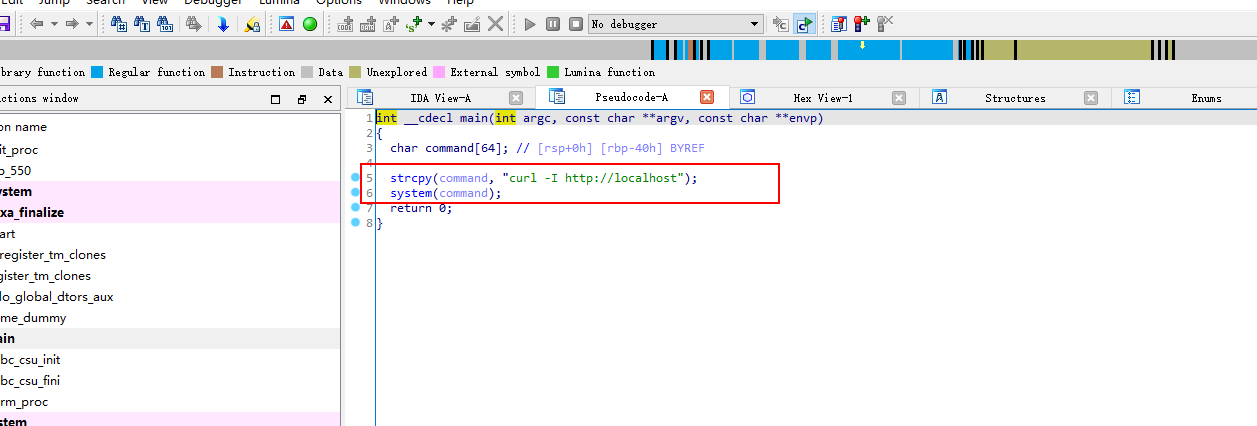 Edit Jump Search View Debugger Lumina Options Windows Help
No debugger
brary function Regular function Instruction Data Unexplored External symbol Lumina function
ctions window
IDA View-A Pseudocode-A Hex View-1 Structures Enums
on name
it_proc
b_550
ystem
xa_finalize
art
register_tm_clones
gister_tm_clones
lo_global_dtors_aux
me_dummy
ain
bc_csu_init
bc_csu_fini
rm_proc
stem
1 int __cdecl main(int argc, const char **argv, const char **envp)
2 {
3 char command[64]; // [rsp+0h] [rbp-40h] BYREF
4
5 strcpy(command, "curl -I http://localhost");
6 system(command);
7 return 0;
8 }